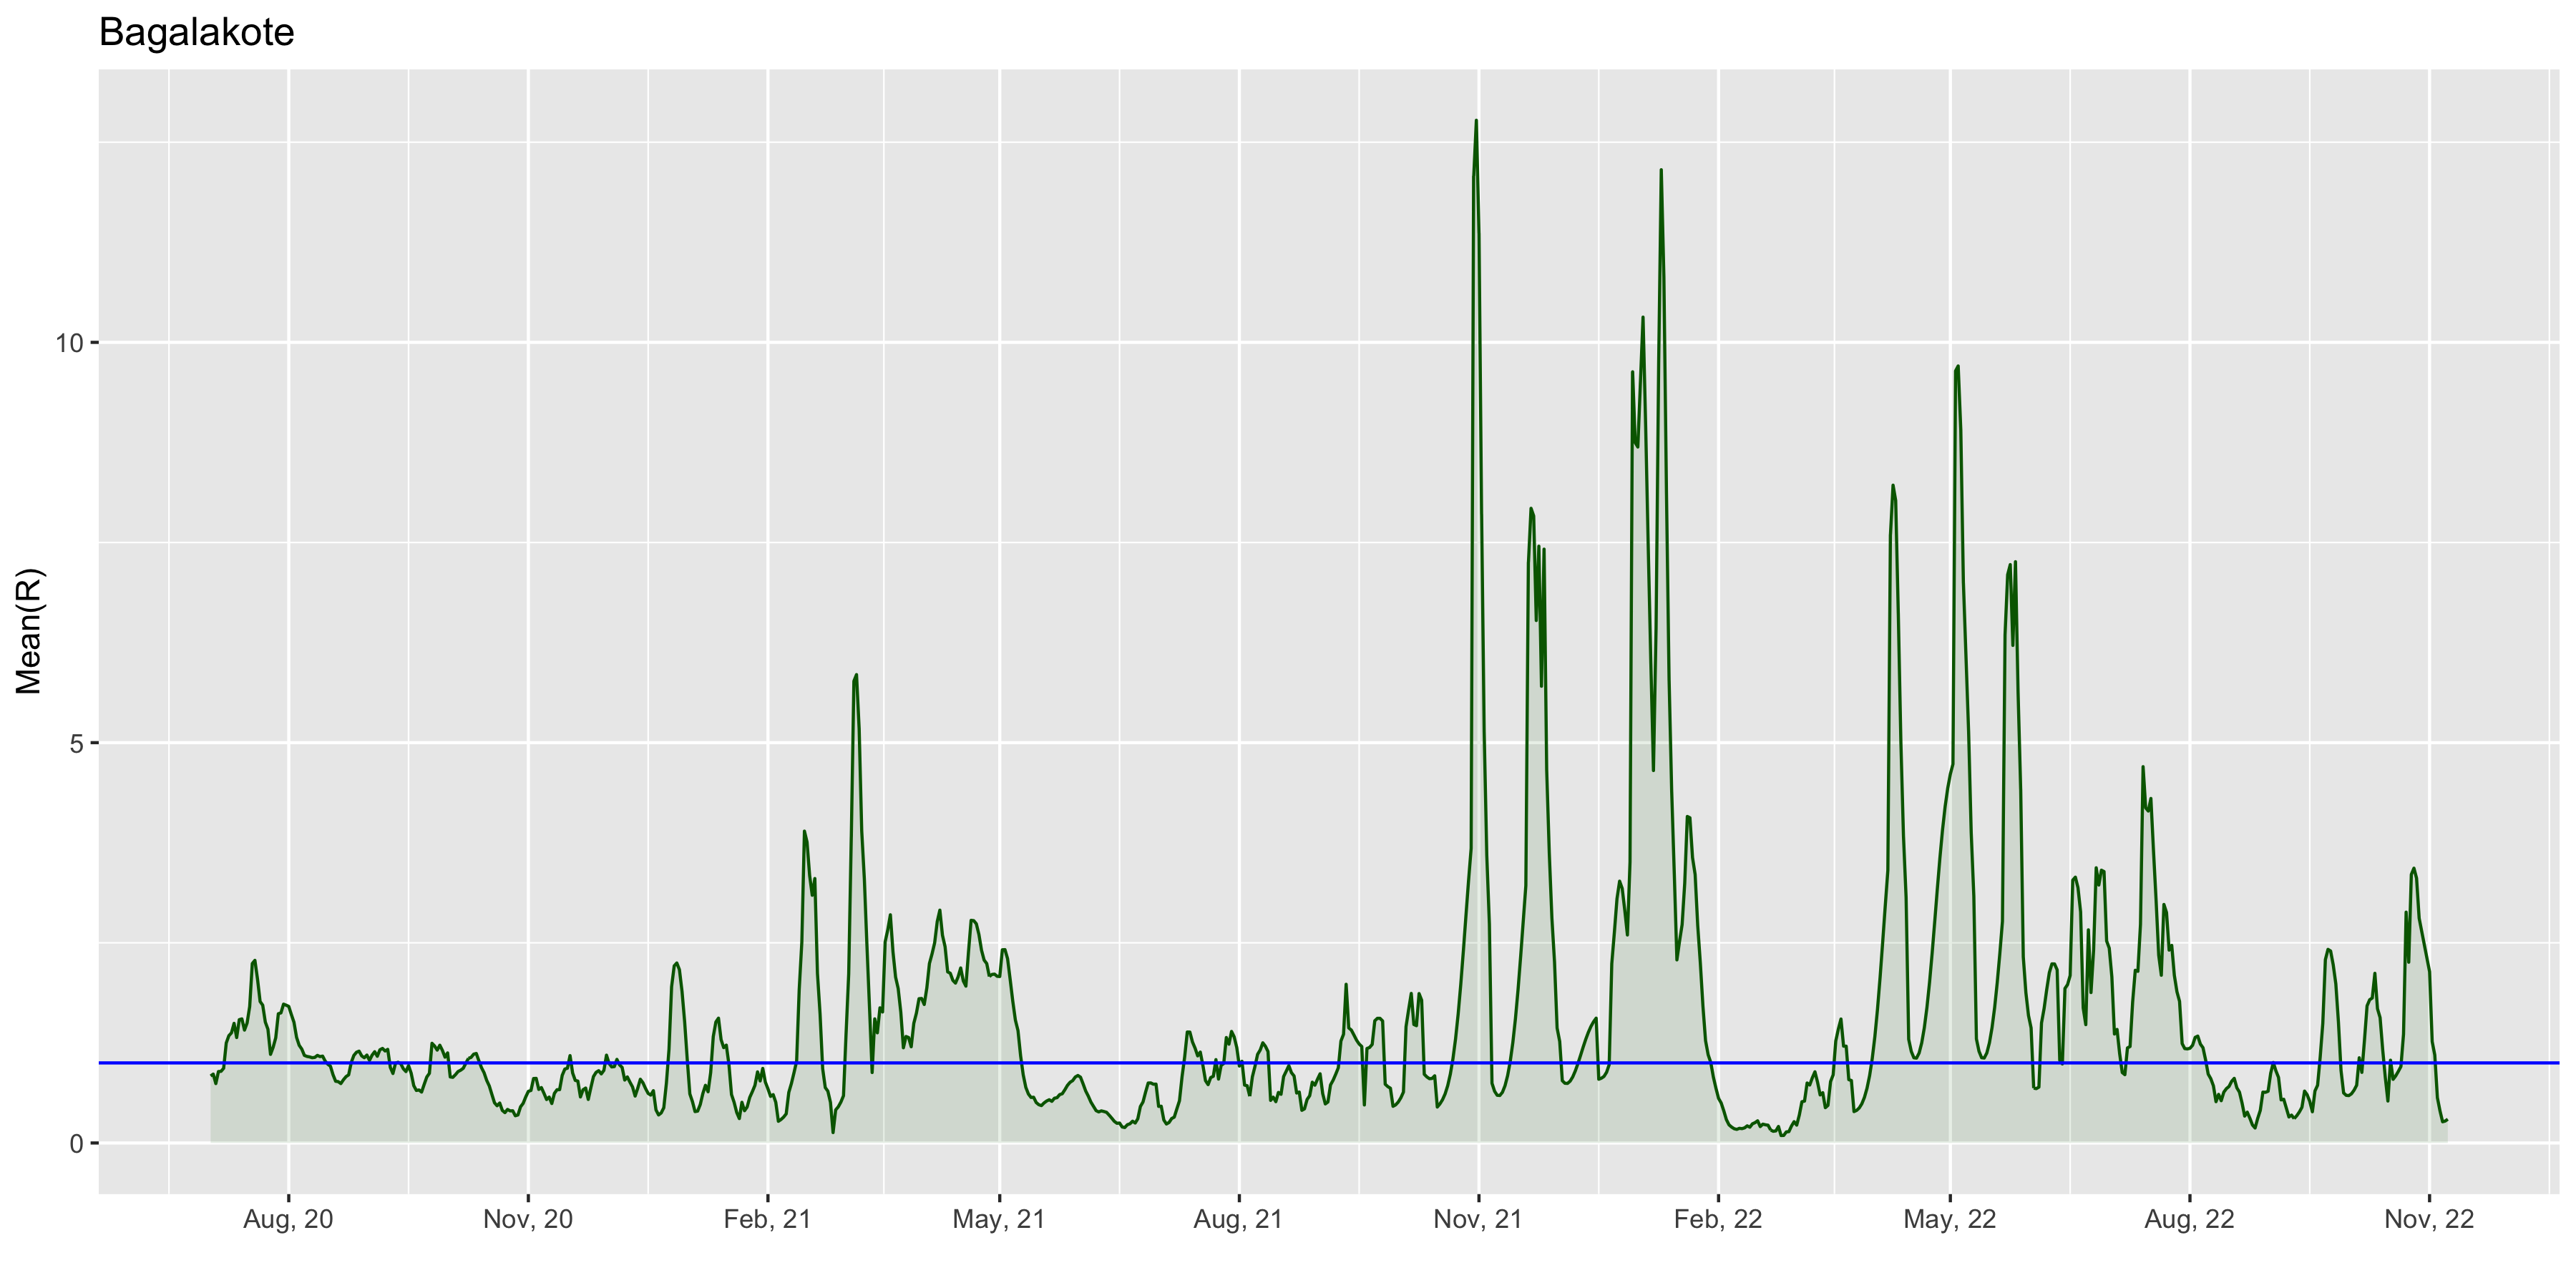 Bagalakote
Mean(R)
10
5
0
Aug, 20
Nov, 20
Feb, 21
May, 21
Aug, 21
Nov, 21
Feb, 22
May, 22
Aug, 22
Nov, 22